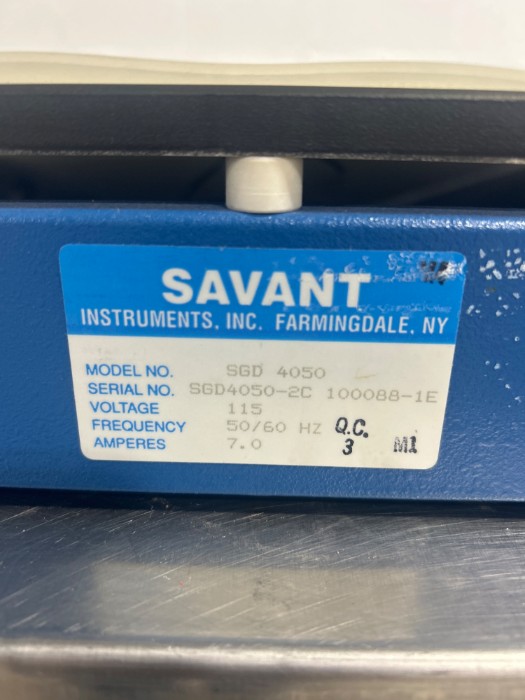 SAVANT
INSTRUMENTS, INC. FARMINGDALE, NY
MODEL NO. SGD 4050
SERIAL NO. SGD4050-2C 100088-1E
VOLTAGE 115
FREQUENCY 50/60 HZ Q.C.
AMPERES 7.0 3 M1